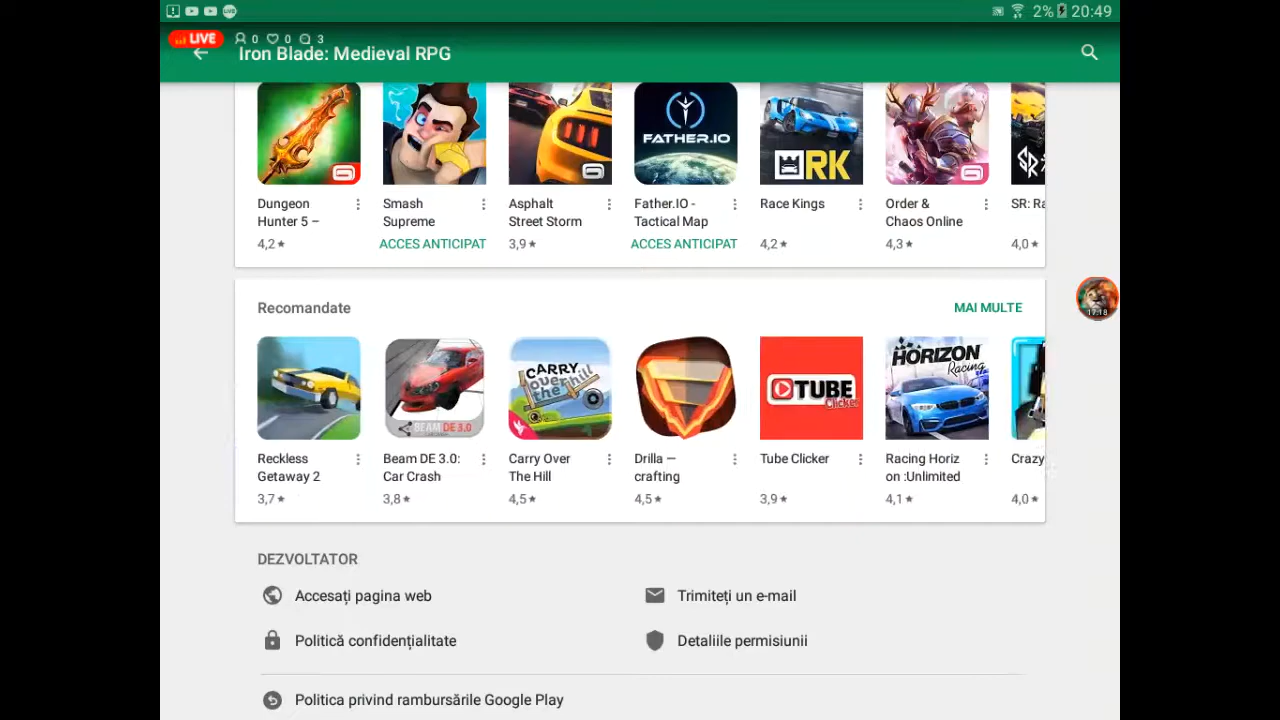 2% 20:49
LIVE 0 0 3
Iron Blade: Medieval RPG
FATHER.IO
RK
SR
Dungeon Hunter 5 –
4,2★
Smash Supreme
ACCES ANTICIPAT
Asphalt Street Storm
3,9★
Father.IO - Tactical Map
ACCES ANTICIPAT
Race Kings
4,2★
Order & Chaos Online
4,3★
SR: Ra
4,0★
17:18
Recomandate
MAI MULTE
BEAM DE 3.0
CARRY over the hill
TUBE Clicker
HORIZON Racing
Reckless Getaway 2
3,7★
Beam DE 3.0: Car Crash
3,8★
Carry Over The Hill
4,5★
Drilla — crafting
4,5★
Tube Clicker
3,9★
Racing Horiz on :Unlimited
4,1★
Crazy
4,0★
DEZVOLTATOR
Accesați pagina web
Trimiteți un e-mail
Politică confidențialitate
Detaliile permisiunii
Politica privind rambursările Google Play